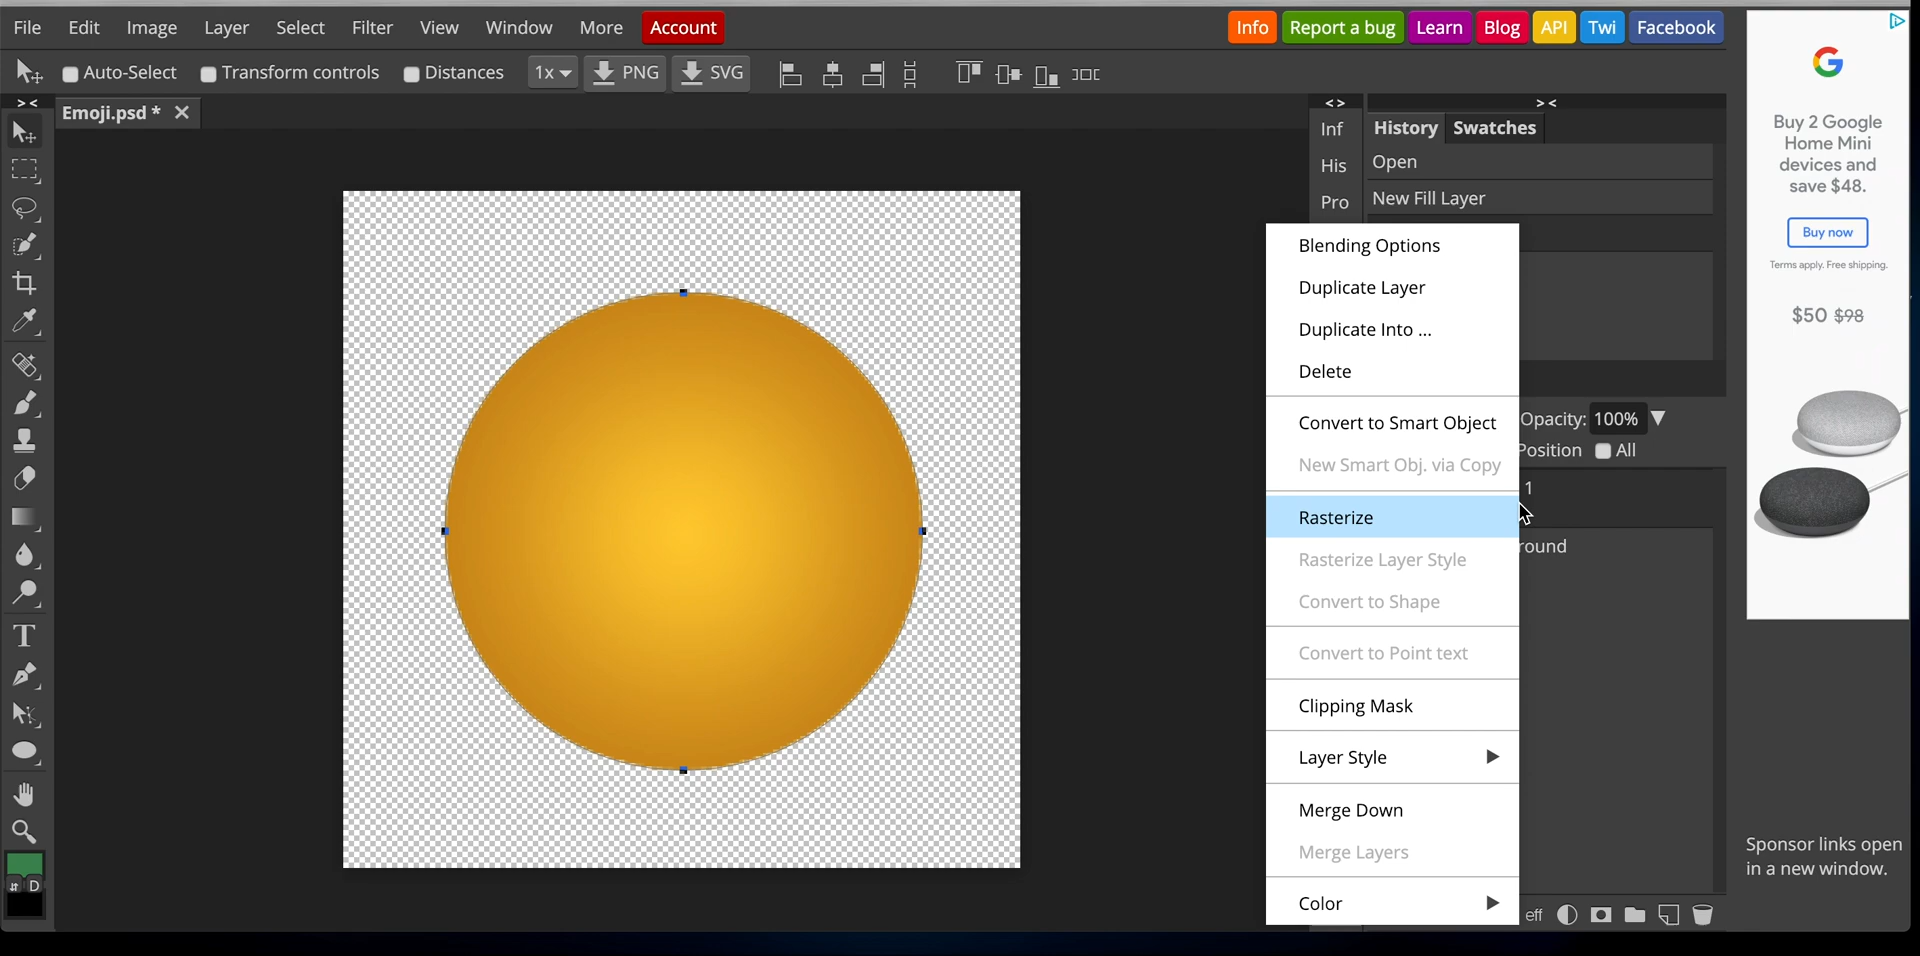 File Edit Image Layer Select Filter View Window More Account Info Report a bug Learn Blog API Twi Facebook
Auto-Select Transform controls Distances 1x PNG SVG
Emoji.psd *
Inf
His
Pro
History Swatches
Open
New Fill Layer
Blending Options
Duplicate Layer
Duplicate Into ...
Delete
Convert to Smart Object
New Smart Obj. via Copy
Rasterize
Rasterize Layer Style
Convert to Shape
Convert to Point text
Clipping Mask
Layer Style
Merge Down
Merge Layers
Color
Opacity: 100%
Position All
1
round
eff
D
G
Buy 2 Google
Home Mini
devices and
save $48.
Buy now
Terms apply. Free shipping.
$50 $98
Sponsor links open
in a new window.